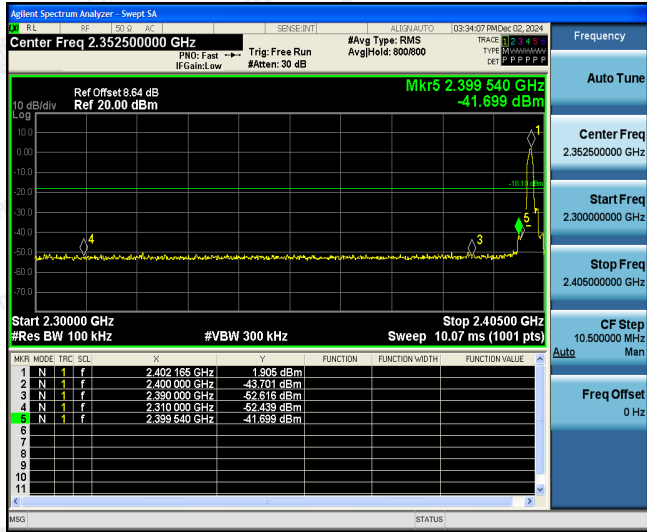 Agilent Spectrum Analyzer - Swept SA
LXI RL RF 50 Ω AC SENSE:INT ALIGN AUTO 03:34:07 PM Dec 02, 2024
Center Freq 2.352500000 GHz
PNO: Fast
IFGain:Low
Trig: Free Run
#Atten: 30 dB
#Avg Type: RMS
Avg|Hold: 800/800
TRACE 1 2 3 4 5 6
TYPE M
DET P P P P P P
Ref Offset 8.64 dB
Ref 20.00 dBm
10 dB/div
Log
Mkr5 2.399 540 GHz
-41.699 dBm
10.0
0.00
-10.0
-20.0
-30.0
-40.0
-50.0
-60.0
-70.0
1
-18.10 dBm
5
4
3
Start 2.30000 GHz
Stop 2.40500 GHz
#Res BW 100 kHz
#VBW 300 kHz
Sweep 10.07 ms (1001 pts)
MKR MODE TRC SCL X Y FUNCTION FUNCTION WIDTH FUNCTION VALUE
1 N 1 f 2.402 165 GHz 1.905 dBm
2 N 1 f 2.400 000 GHz -43.701 dBm
3 N 1 f 2.390 000 GHz -52.616 dBm
4 N 1 f 2.310 000 GHz -52.439 dBm
5 N 1 f 2.399 540 GHz -41.699 dBm
6
7
8
9
10
11
MSG
STATUS
Frequency
Auto Tune
Center Freq
2.352500000 GHz
Start Freq
2.300000000 GHz
Stop Freq
2.405000000 GHz
CF Step
10.500000 MHz
Auto Man
Freq Offset
0 Hz